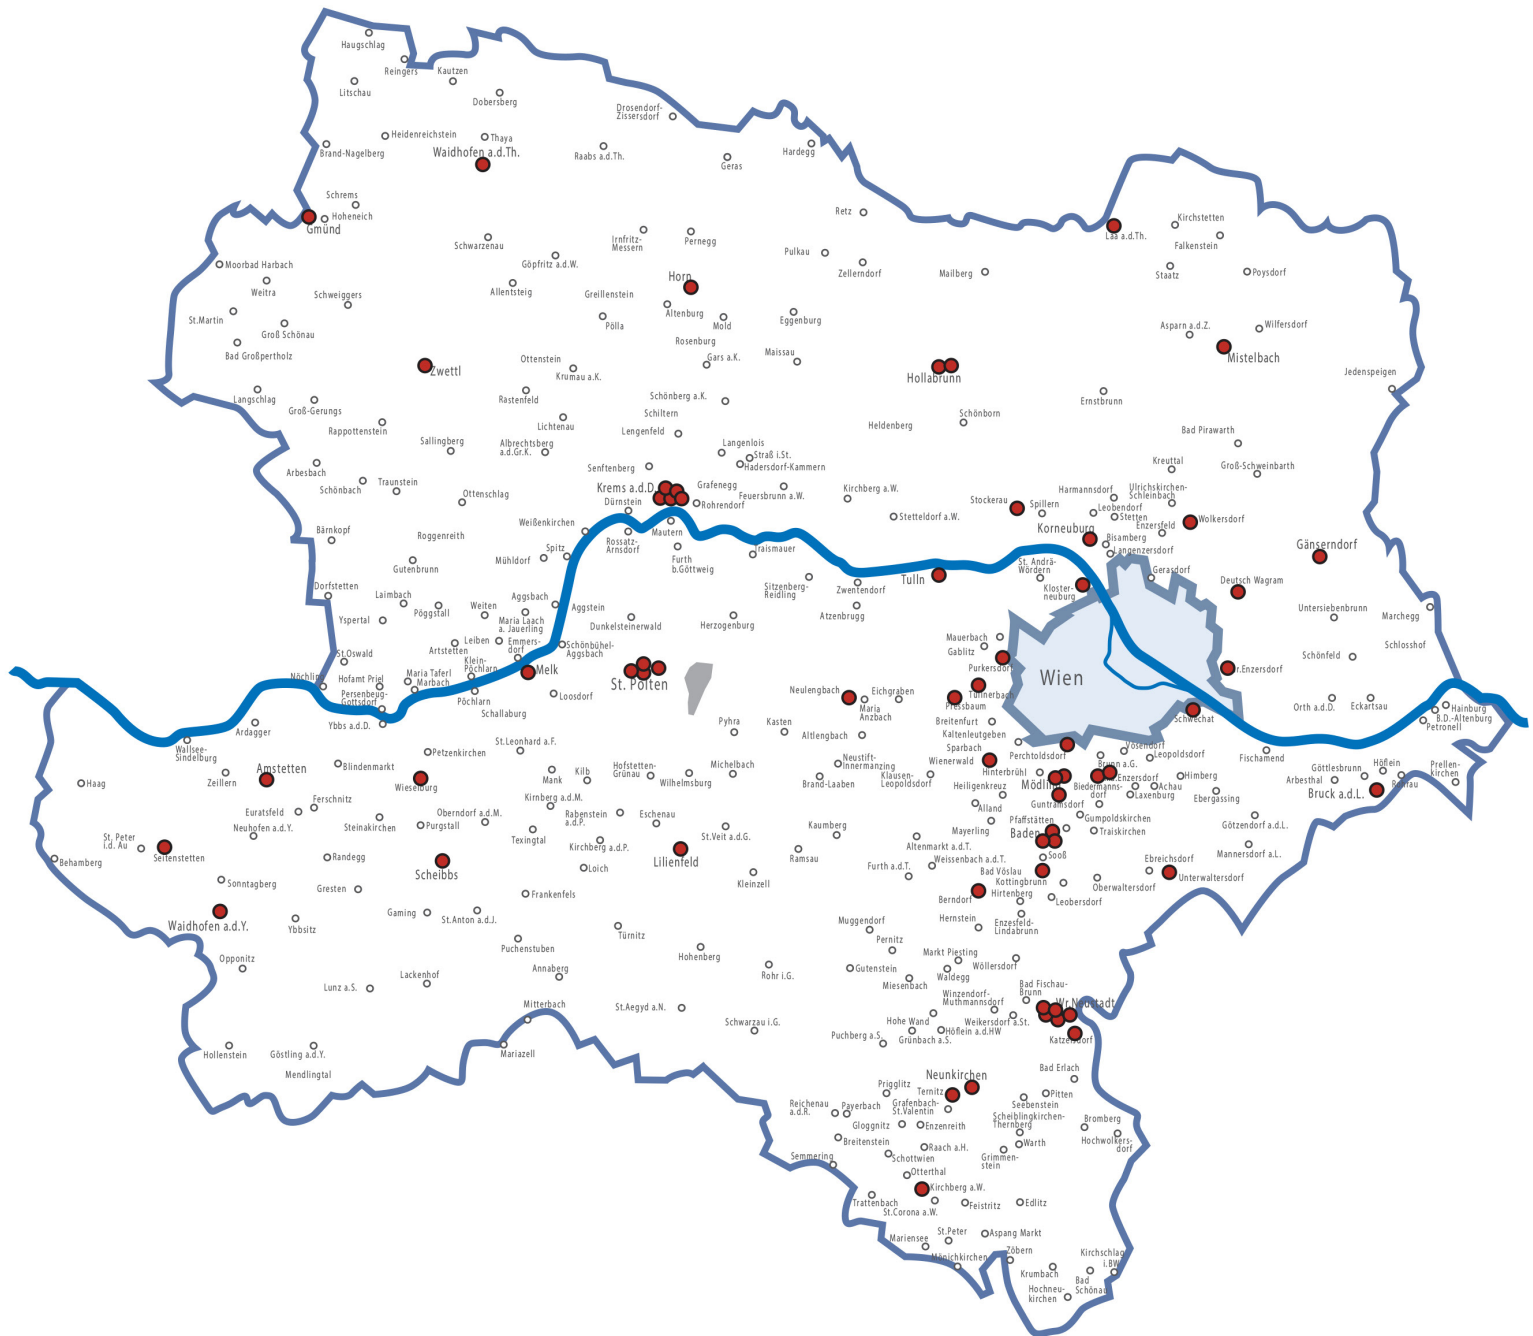 Haugschlag
Reingers
Kautzen
Litschau
Dobersberg
Drosendorf-
Zissersdorf
Heidenreichstein
Thaya
Brand-Nagelberg
Waidhofen a.d.Th.
Raabs a.d.Th.
Geras
Hardegg
Schrems
Hoheneich
Gmünd
Retz
Kirchstetten
Laa a.d.Th.
Falkenstein
Schwarzenau
Irnfritz-
Messern
Pernegg
Pulkau
Göpfritz a.d.W.
Zellerndorf
Mailberg
Staatz
Poysdorf
Moorbad Harbach
Weitra
Horn
Allentsteig
Greillenstein
Schweiggers
St.Martin
Groß Schönau
Altenburg
Pölla
Mold
Eggenburg
Asparn a.d.Z.
Wilfersdorf
Rosenburg
Bad Großpertholz
Maissau
Mistelbach
Ottenstein
Gars a.K.
Zwettl
Krumau a.K.
Hollabrunn
Jedenspeigen
Langschlag
Rastenfeld
Schönberg a.K.
Ernstbrunn
Groß-Gerungs
Schiltern
Schönborn
Rappottenstein
Lichtenau
Lengenfeld
Heldenberg
Bad Pirawarth
Sallingberg
Albrechtsberg
a.d.Gr.K.
Langenlois
Straß i.St.
Hadersdorf-Kammern
Kreuttal
Groß-Schweinbarth
Arbesbach
Senftenberg
Schönbach
Traunstein
Krems a.d.D.
Grafenegg
Feuersbrunn a.W.
Kirchberg a.W.
Harmannsdorf
Ulrichskirchen-
Schleinbach
Ottenschlag
Dürnstein
Rohrendorf
Stockerau
Spillern
Leobendorf
Stetten
Wolkersdorf
Stetteldorf a.W.
Weißenkirchen
Bärnkopf
Roggenreith
Mautern
Korneuburg
Enzersfeld
Bisamberg
Langenzersdorf
Gänserndorf
Rossatz-
Arnsdorf
Spitz
Mühldorf
Gutenbrunn
Furth
b.Göttweig
Traismauer
St. Andrä-
Wördern
Tulln
Gerasdorf
Kloster-
neuburg
Deutsch Wagram
Dorfstetten
Sitzenberg-
Reidling
Zwentendorf
Laimbach
Pöggstall
Weiten
Aggsbach
Aggstein
Untersiebenbrunn
Marchegg
Yspertal
Maria Laach
a. Jauerling
Dunkelsteinerwald
Herzogenburg
Atzenbrugg
Artstetten
Leiben
Emmers-
dorf
Schönbühel-
Aggsbach
Mauerbach
Gablitz
Schlosshof
St.Oswald
Klein-
Pöchlarn
Melk
Purkersdorf
Wien
Gr.Enzersdorf
Schönfeld
Nöchling
Hofamt Priel
Maria Taferl
Marbach
St. Pölten
Neulengbach
Eichgraben
Tullnerbach
Persenbeug-
Gottsdorf
Pöchlarn
Loosdorf
Pressbaum
Maria
Anzbach
Orth a.d.D.
Eckartsau
Hainburg
B.D.-Altenburg
Schallaburg
Breitenfurt
Schwechat
Ybbs a.d.D.
Ardagger
Pyhra
Kasten
Altlengbach
Kaltenleutgeben
Petronell
Wallsee-
Sindelburg
Petzenkirchen
St.Leonhard a.F.
Sparbach
Vösendorf
Fischamend
Perchtoldsdorf
Brunn a.G.
Leopoldsdorf
Neustift-
Innermanzing
Wienerwald
Blindenmarkt
Michelbach
Göttlesbrunn
Höflein
Prellen-
kirchen
Amstetten
Zeillern
Haag
Wieselburg
Mank
Kilb
Hofstetten-
Grünau
Wilhelmsburg
Brand-Laaben
Klausen-
Leopoldsdorf
Hinterbrühl
Mödling
Himberg
Arbesthal
Rohrau
Heiligenkreuz
Biedermanns-
dorf
Achau
Laxenburg
Ebergassing
Bruck a.d.L.
Ferschnitz
Kirnberg a.d.M.
Alland
Guntramsdorf
Euratsfeld
Oberndorf a.d.M.
Rabenstein
a.d.P.
Eschenau
Pfaffstätten
Gumpoldskirchen
Götzendorf a.d.L.
Neuhofen a.d.Y.
Steinakirchen
Purgstall
Kaumberg
Mayerling
Baden
Traiskirchen
St. Peter
i.d. Au
Texingtal
St.Veit a.d.G.
Seitenstetten
Kirchberg a.d.P.
Altenmarkt a.d.T.
Mannersdorf a.L.
Behamberg
Randegg
Lilienfeld
Ramsau
Sooß
Ebreichsdorf
Furth a.d.T.
Weissenbach a.d.T.
Scheibbs
Loich
Bad Vöslau
Unterwaltersdorf
Sonntagberg
Kleinzell
Kottingbrunn
Gresten
Frankenfels
Oberwaltersdorf
Berndorf
Hirtenberg
Leobersdorf
Gaming
St.Anton a.d.J.
Waidhofen a.d.Y.
Ybbsitz
Muggendorf
Hernstein
Enzesfeld-
Lindabrunn
Türnitz
Puchenstuben
Pernitz
Opponitz
Hohenberg
Markt Piesting
Rohr i.G.
Gutenstein
Waldegg
Wöllersdorf
Lackenhof
Annaberg
Lunz a.S.
Miesenbach
Bad Fischau-
Brunn
Winzendorf-
Muthmannsdorf
Mitterbach
St.Aegyd a.N.
Wr.Neustadt
Schwarzau i.G.
Hohe Wand
Weikersdorf a.St.
Höflein a.d.HW
Puchberg a.S.
Grünbach a.S.
Katzelsdorf
Hollenstein
Göstling a.d.Y.
Mariazell
Mendlingtal
Bad Erlach
Neunkirchen
Prigglitz
Ternitz
Pitten
Grafenbach-
St.Valentin
Seebenstein
Reichenau
a.d.R.
Payerbach
Gloggnitz
Enzenreith
Scheiblingkirchen-
Thernberg
Bromberg
Breitenstein
Warth
Hochwolkers-
dorf
Raach a.H.
Semmering
Schottwien
Grimmen-
stein
Otterthal
Kirchberg a.W.
Trattenbach
St.Corona a.W.
Feistritz
Edlitz
St.Peter
Aspang Markt
Mariensee
Mönichkirchen
Zöbern
Kirchschlag
i.BW
Krumbach
Bad
Schönau
Hochneu-
kirchen